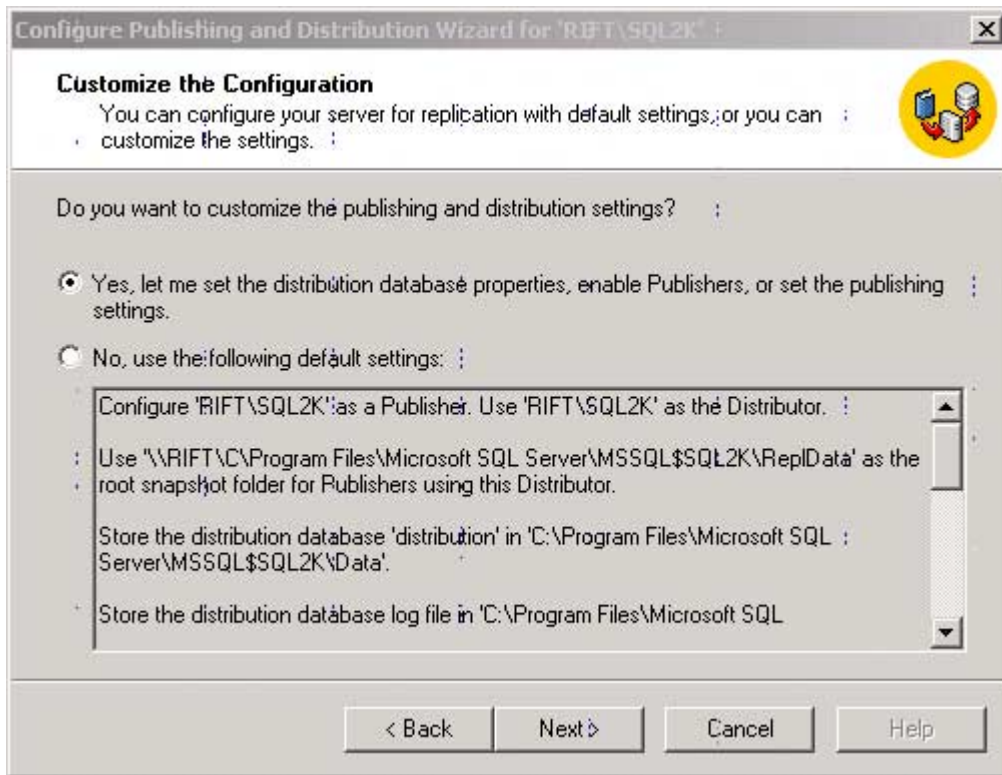 Configure Publishing and Distribution Wizard for 'RIFT\SQL2K'
Customize the Configuration
You can configure your server for replication with default settings, or you can
customize the settings.
Do you want to customize the publishing and distribution settings?
Yes, let me set the distribution database properties, enable Publishers, or set the publishing
settings.
No, use the following default settings:
Configure 'RIFT\SQL2K' as a Publisher. Use 'RIFT\SQL2K' as the Distributor.
Use '\\RIFT\C\Program Files\Microsoft SQL Server\MSSQL$SQL2K\ReplData' as the
root snapshot folder for Publishers using this Distributor.
Store the distribution database 'distribution' in 'C:\Program Files\Microsoft SQL
Server\MSSQL$SQL2K\Data'.
Store the distribution database log file in 'C:\Program Files\Microsoft SQL
< Back Next > Cancel Help